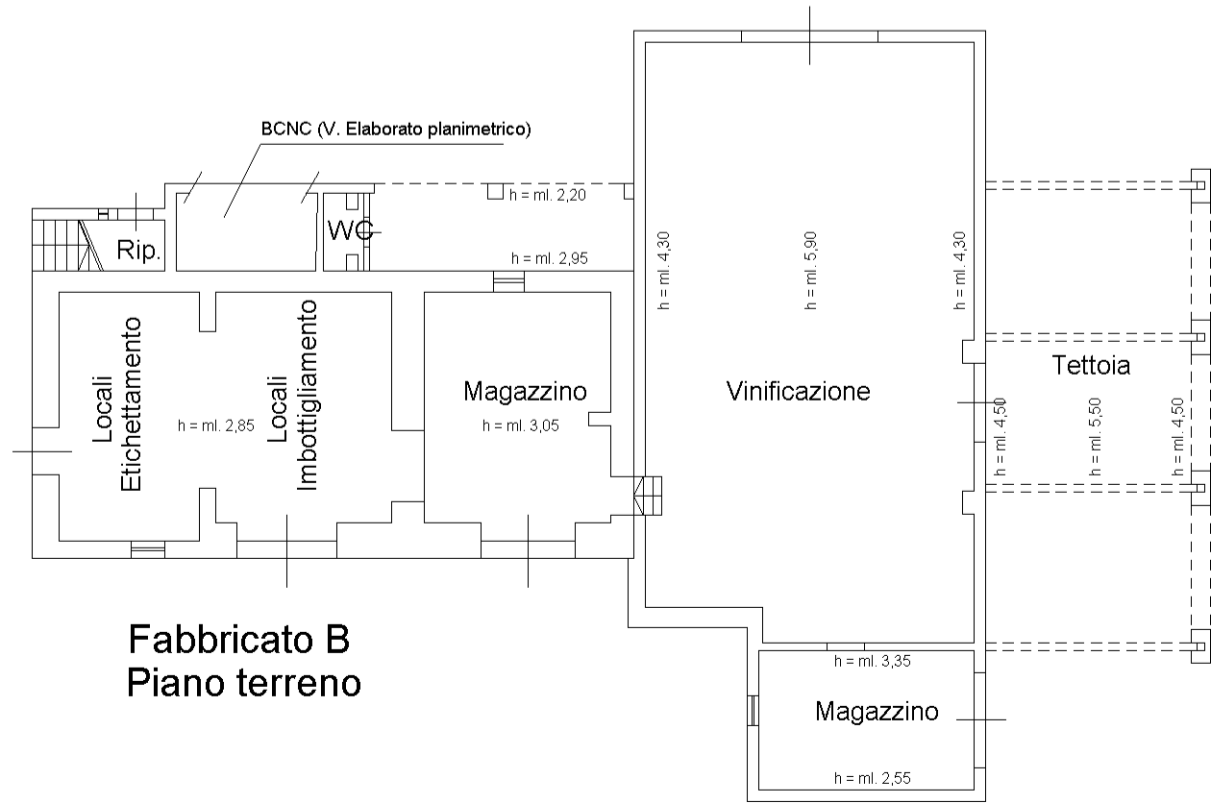 BCNC (V. Elaborato planimetrico)
h = ml. 2,20
WC
Rip.
h = ml. 2,95
h = ml. 4,30
h = ml. 5,90
h = ml. 4,30
Locali
Etichettamento
h = ml. 2,85
Locali
Imbottigliamento
Magazzino
h = ml. 3,05
Vinificazione
Tettoia
h = ml. 4,50
h = ml. 5,50
h = ml. 4,50
Fabbricato B
Piano terreno
h = ml. 3,35
Magazzino
h = ml. 2,55